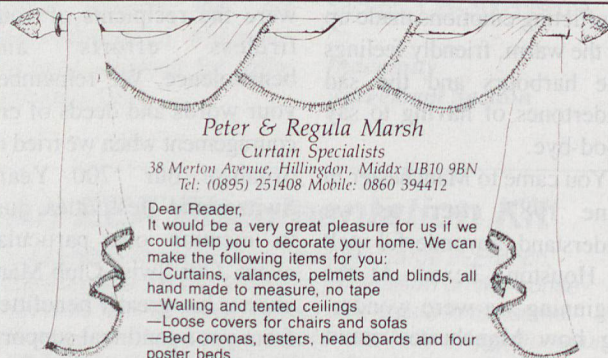 Peter & Regula Marsh
Curtain Specialists
38 Merton Avenue, Hillingdon, Middx UB10 9BN
Tel: (0895) 251408 Mobile: 0860 394412
Dear Reader,
It would be a very great pleasure for us if we
could help you to decorate your home. We can
make the following items for you:
—Curtains, valances, pelmets and blinds, all
hand made to measure, no tape
—Walling and tented ceilings
—Loose covers for chairs and sofas
—Bed coronas, testers, head boards and four
poster beds